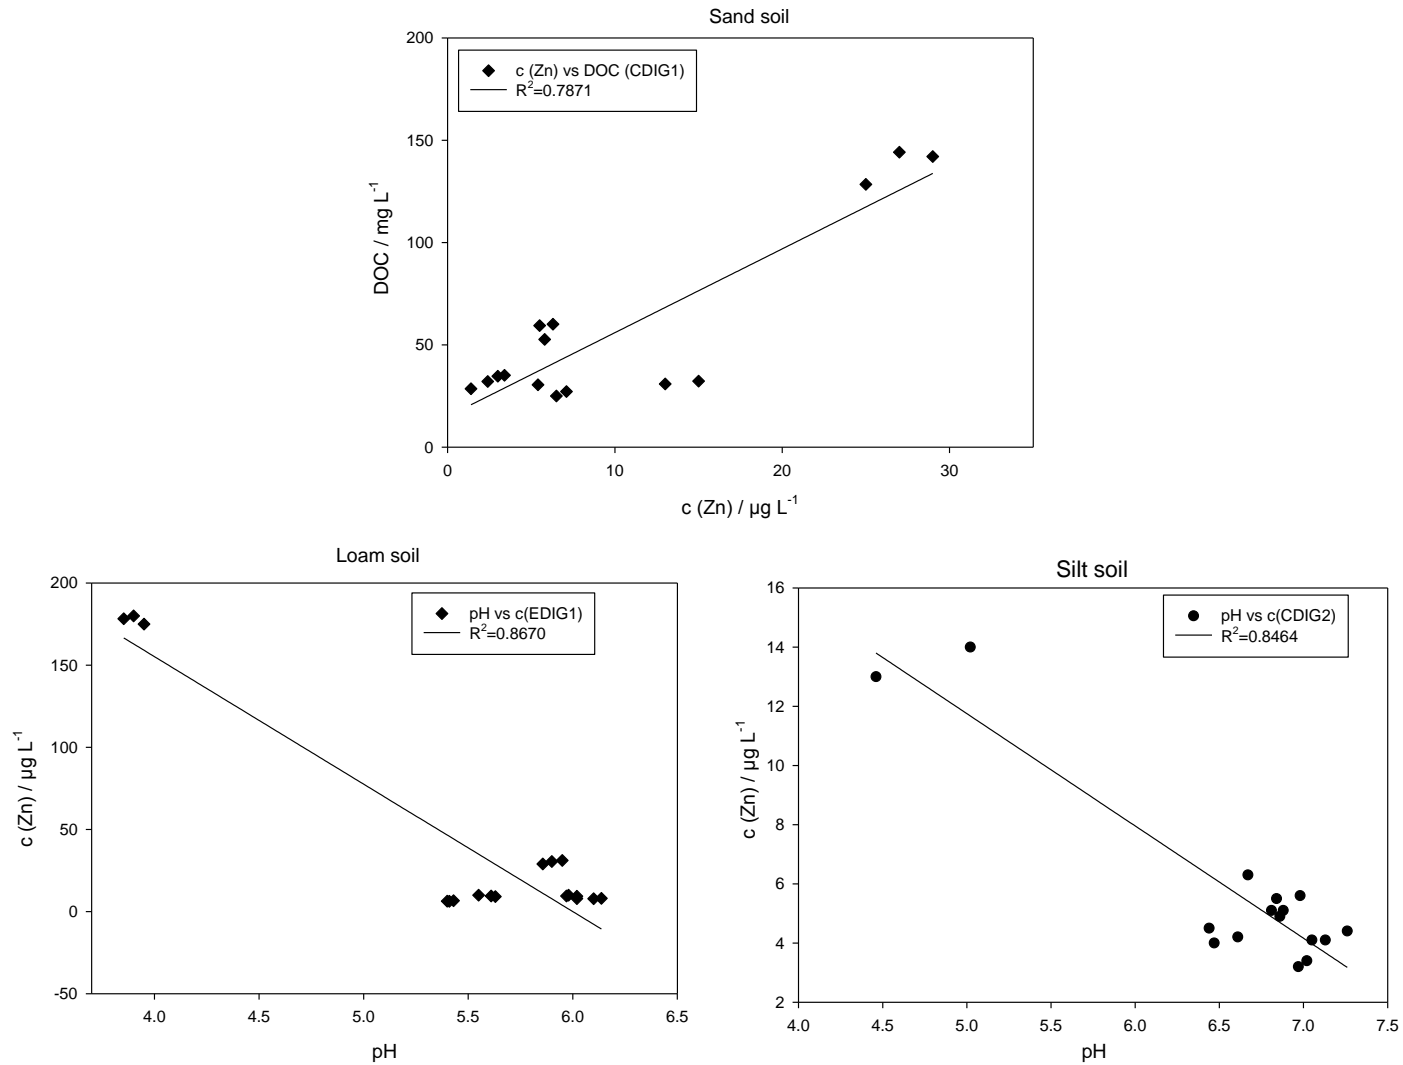 Sand soil
200
150
100
50
0
DOC / mg L⁻¹
c (Zn) vs DOC (CDIG1)
R²=0.7871
0 10 20 30
c (Zn) / µg L⁻¹
Loam soil
200
150
100
50
0
-50
c (Zn) / µg L⁻¹
pH vs c(EDIG1)
R²=0.8670
4.0 4.5 5.0 5.5 6.0 6.5
pH
Silt soil
16
14
12
10
8
6
4
2
c (Zn) / µg L⁻¹
pH vs c(CDIG2)
R²=0.8464
4.0 4.5 5.0 5.5 6.0 6.5 7.0 7.5
pH